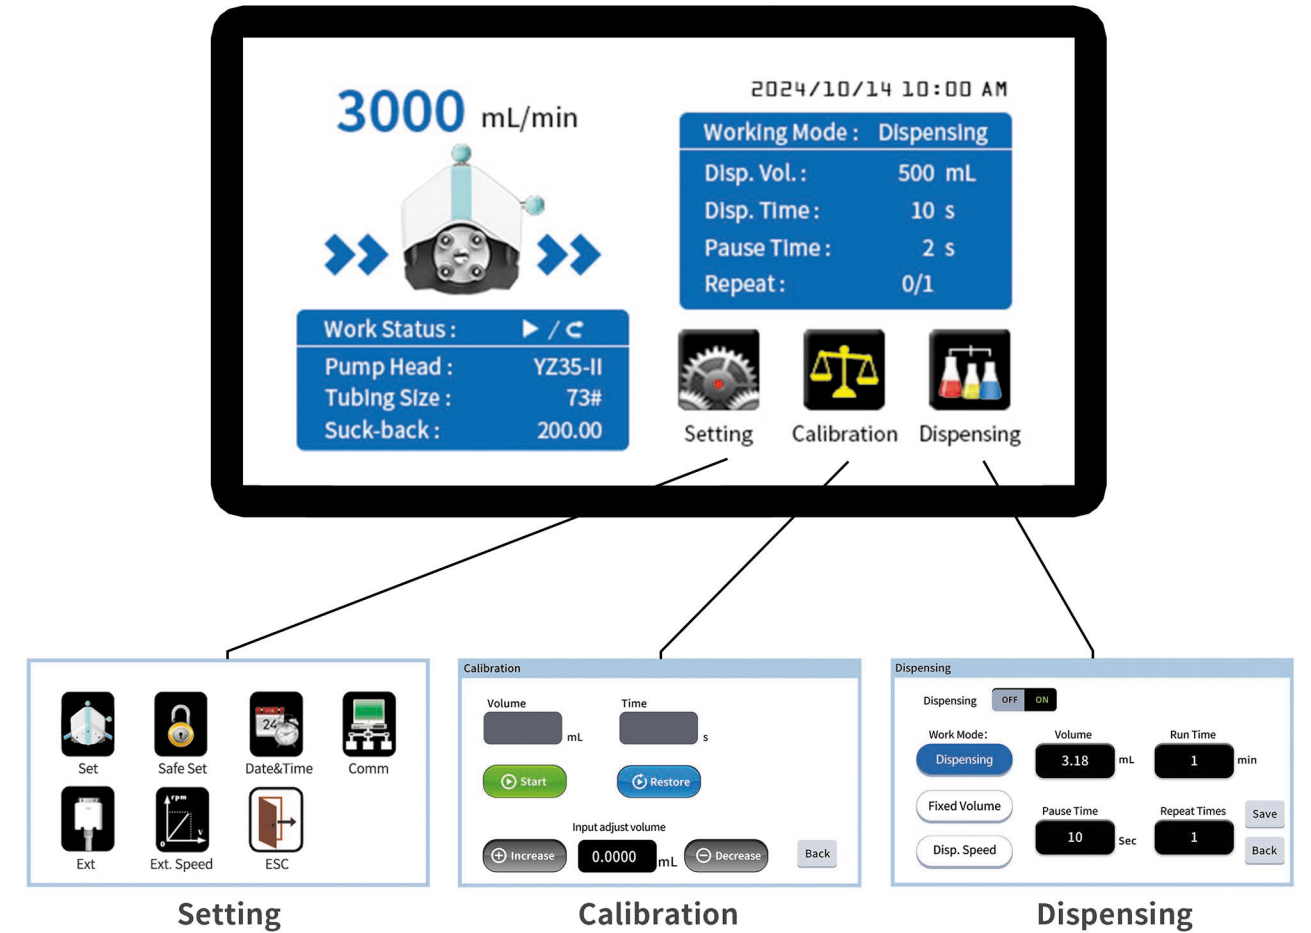 3000 mL/min
2024/10/14 10:00 AM
Working Mode : Dispensing
Disp. Vol. : 500 mL
Disp. Time : 10 s
Pause Time : 2 s
Repeat : 0/1
Work Status : /
Pump Head : YZ35-II
Tubing Size : 73#
Suck-back : 200.00
Setting Calibration Dispensing
Set Safe Set Date&Time Comm
24
rpm
0 V
Ext Ext. Speed ESC
Setting
Calibration
Volume Time
mL s
Start Restore
Input adjust volume
Increase 0.0000 mL Decrease Back
Calibration
Dispensing
Dispensing OFF ON
Work Mode: Volume Run Time
Dispensing 3.18 mL 1 min
Fixed Volume Pause Time Repeat Times Save
10 Sec 1
Disp. Speed Back
Dispensing